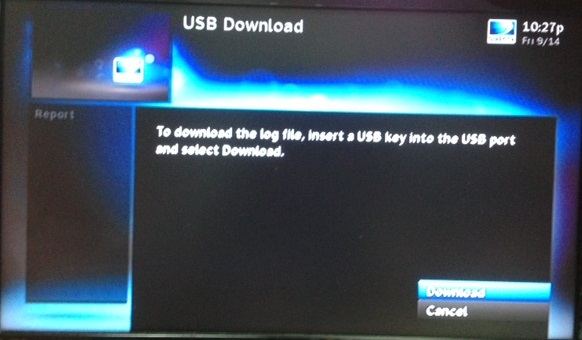 USB Download
10:27p
Fri 9/14
Report
To download the log file, insert a USB key into the USB port
and select Download.
Download
Cancel